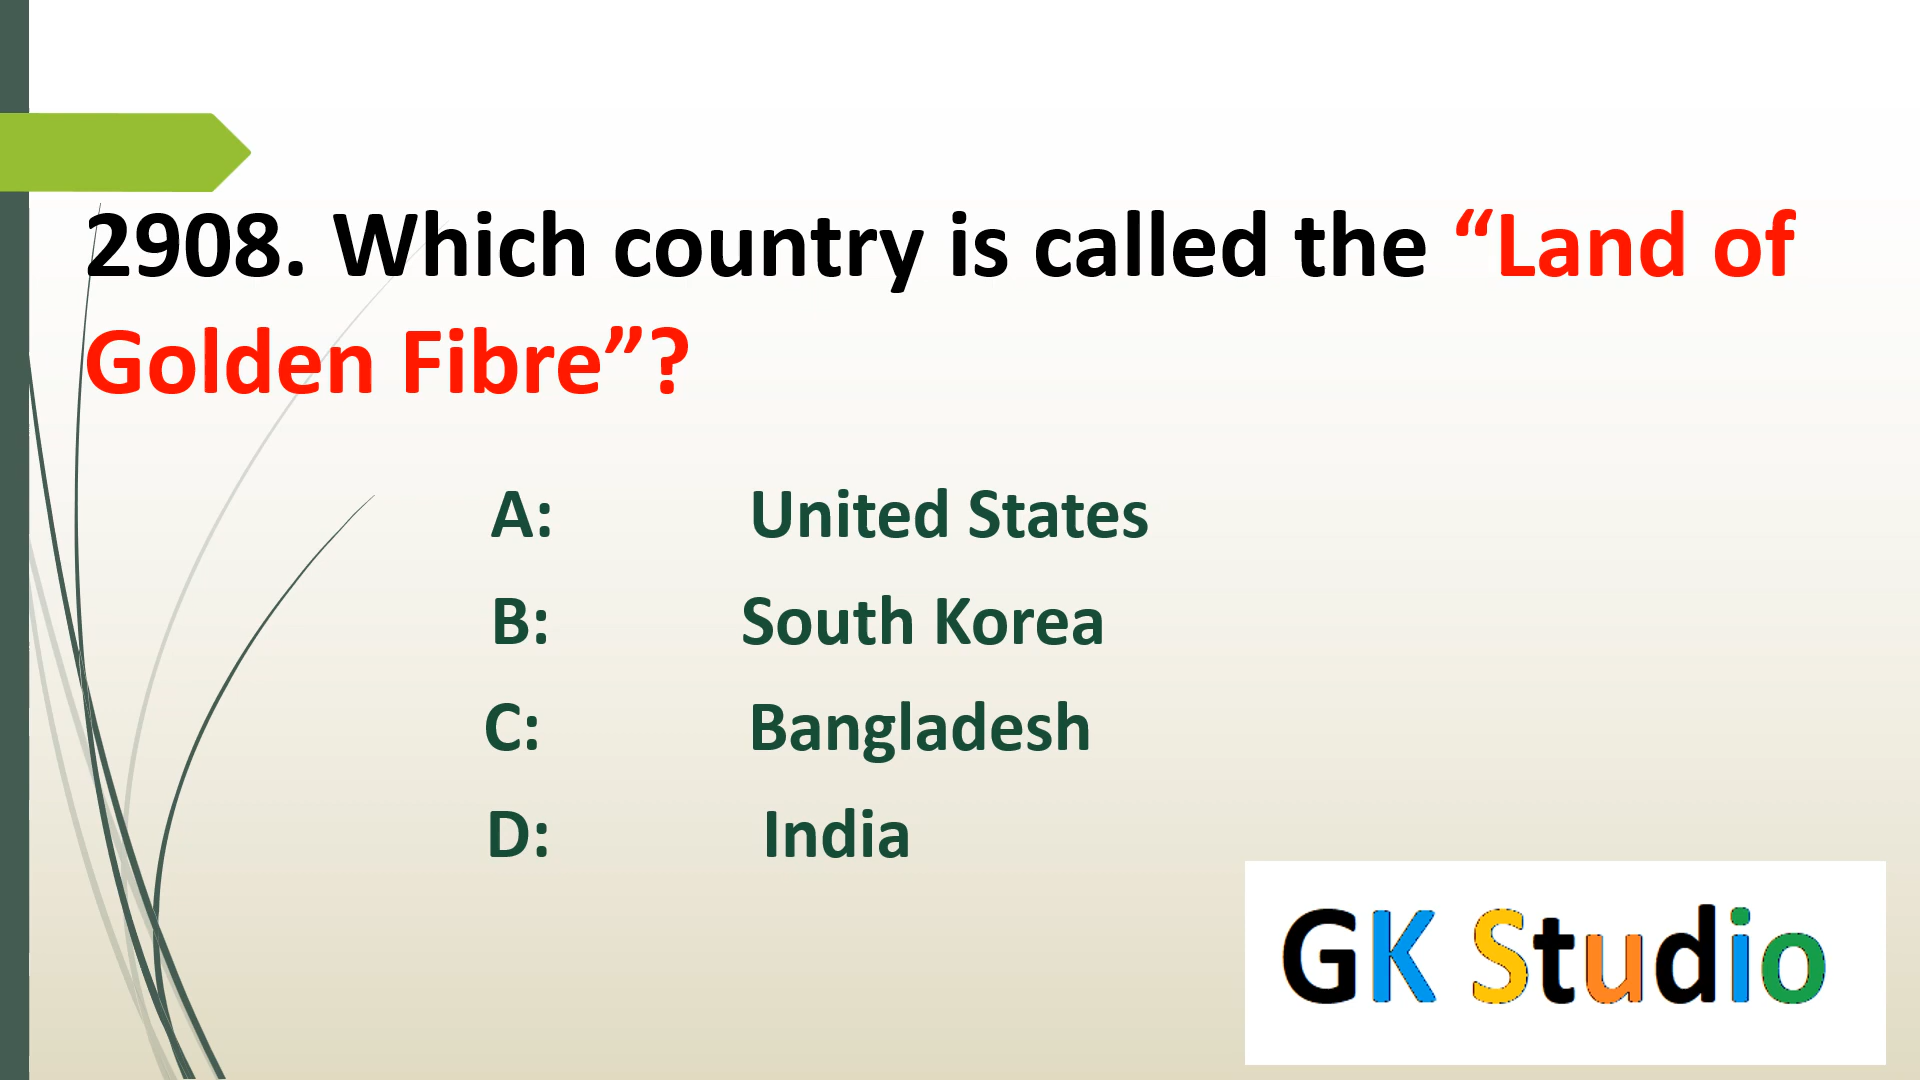 2908. Which country is called the “Land of
Golden Fibre”?
A: United States
B: South Korea
C: Bangladesh
D: India
GK Studio